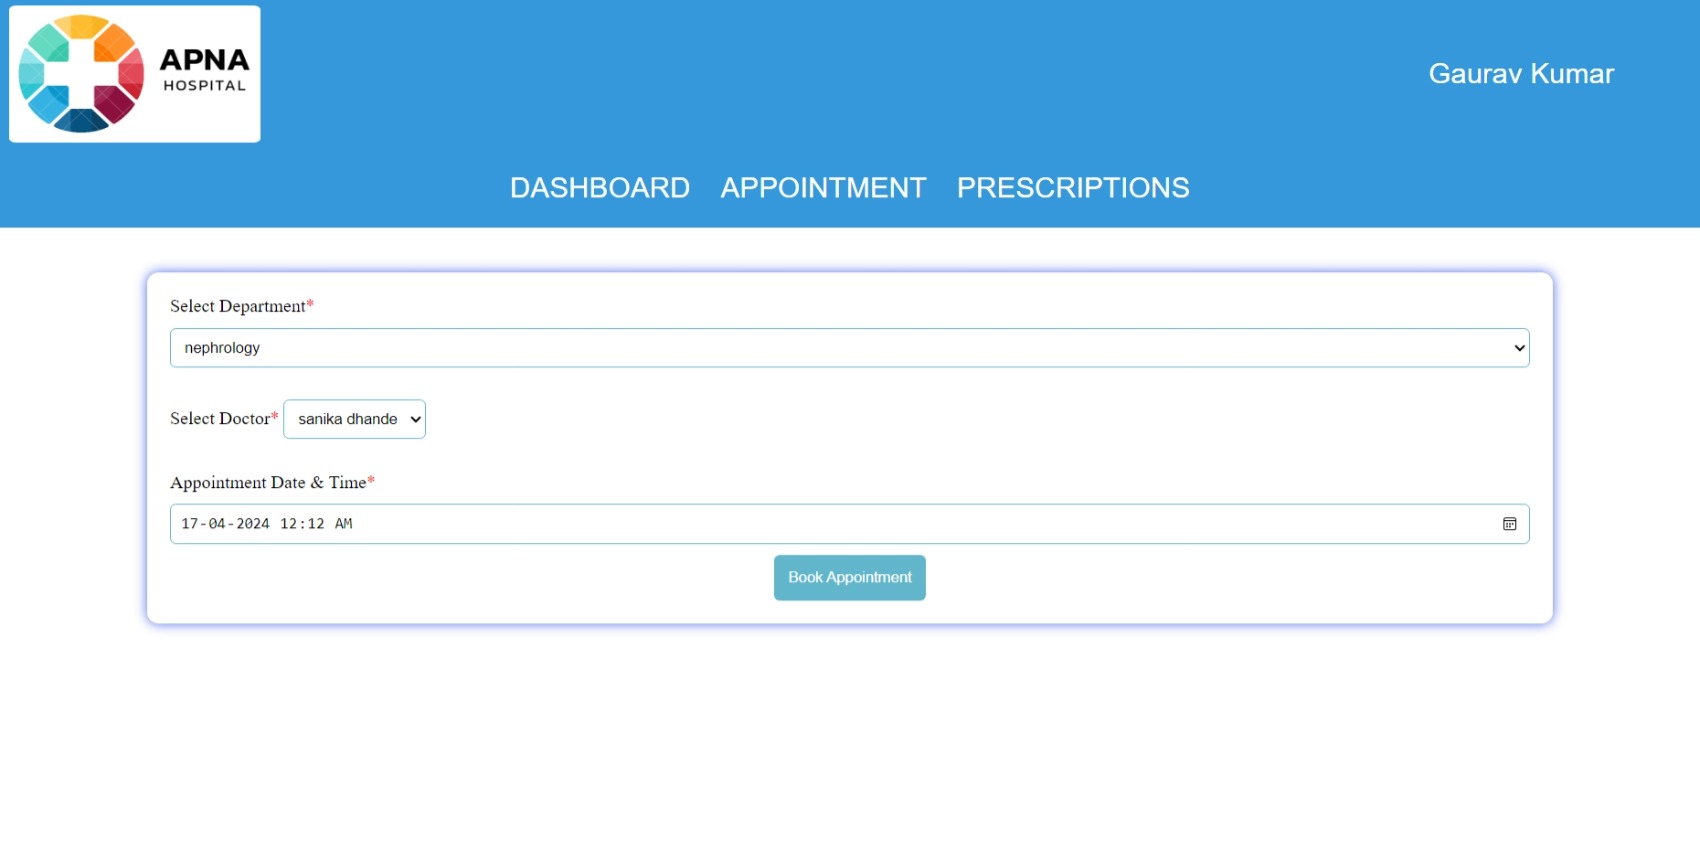 APNA
HOSPITAL
Gaurav Kumar
DASHBOARD APPOINTMENT PRESCRIPTIONS
Select Department*
nephrology
Select Doctor* sanika dhande
Appointment Date & Time*
17-04-2024 12:12 AM
Book Appointment